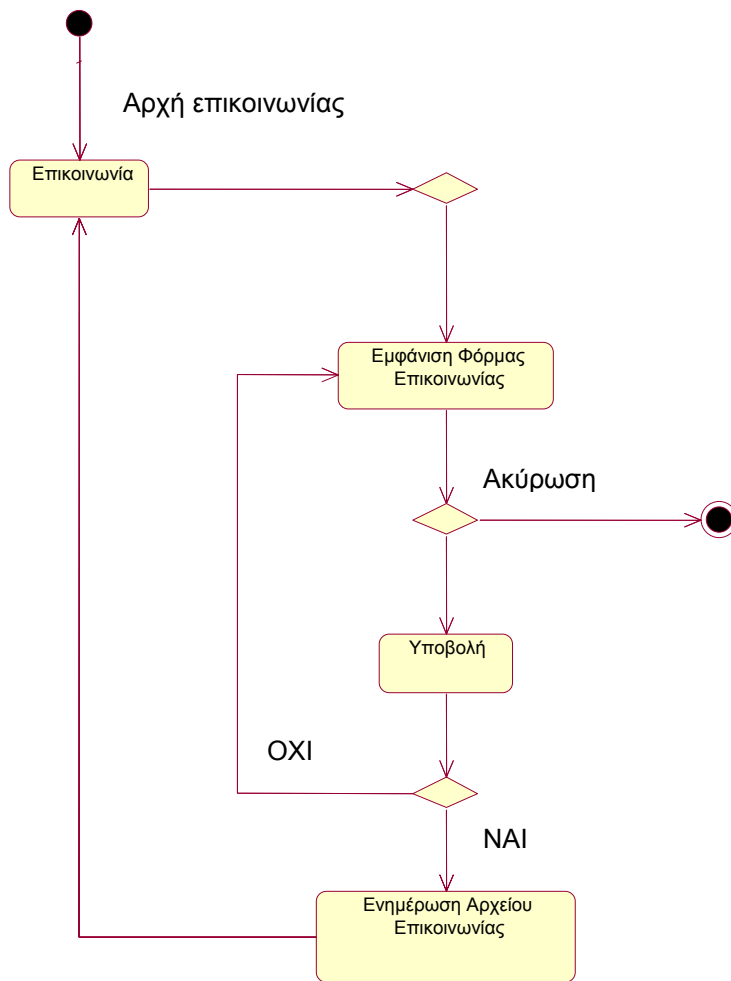 Αρχή επικοινωνίας
Επικοινωνία
Εμφάνιση Φόρμας
Επικοινωνίας
Ακύρωση
Υποβολή
ΟΧΙ
ΝΑΙ
Ενημέρωση Αρχείου
Επικοινωνίας